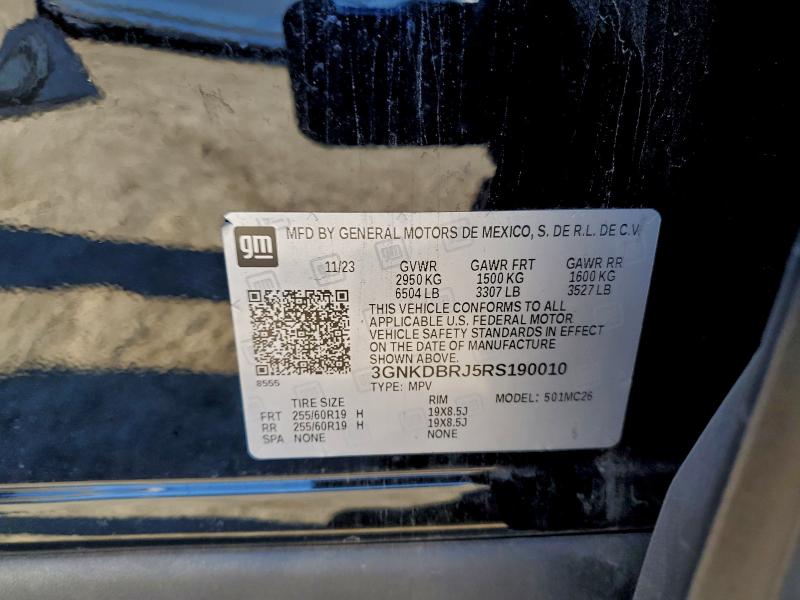 gm MFD BY GENERAL MOTORS DE MEXICO, S. DE R.L. DE C.V.
11/23 GVWR GAWR FRT GAWR RR
2950 KG 1500 KG 1600 KG
6504 LB 3307 LB 3527 LB
THIS VEHICLE CONFORMS TO ALL
APPLICABLE U.S. FEDERAL MOTOR
VEHICLE SAFETY STANDARDS IN EFFECT
ON THE DATE OF MANUFACTURE
SHOWN ABOVE.
3GNKDBRJ5RS190010
8555
TYPE: MPV MODEL: 501MC26
TIRE SIZE RIM
FRT 255/60R19 H 19X8.5J
RR 255/60R19 H 19X8.5J
SPA NONE NONE